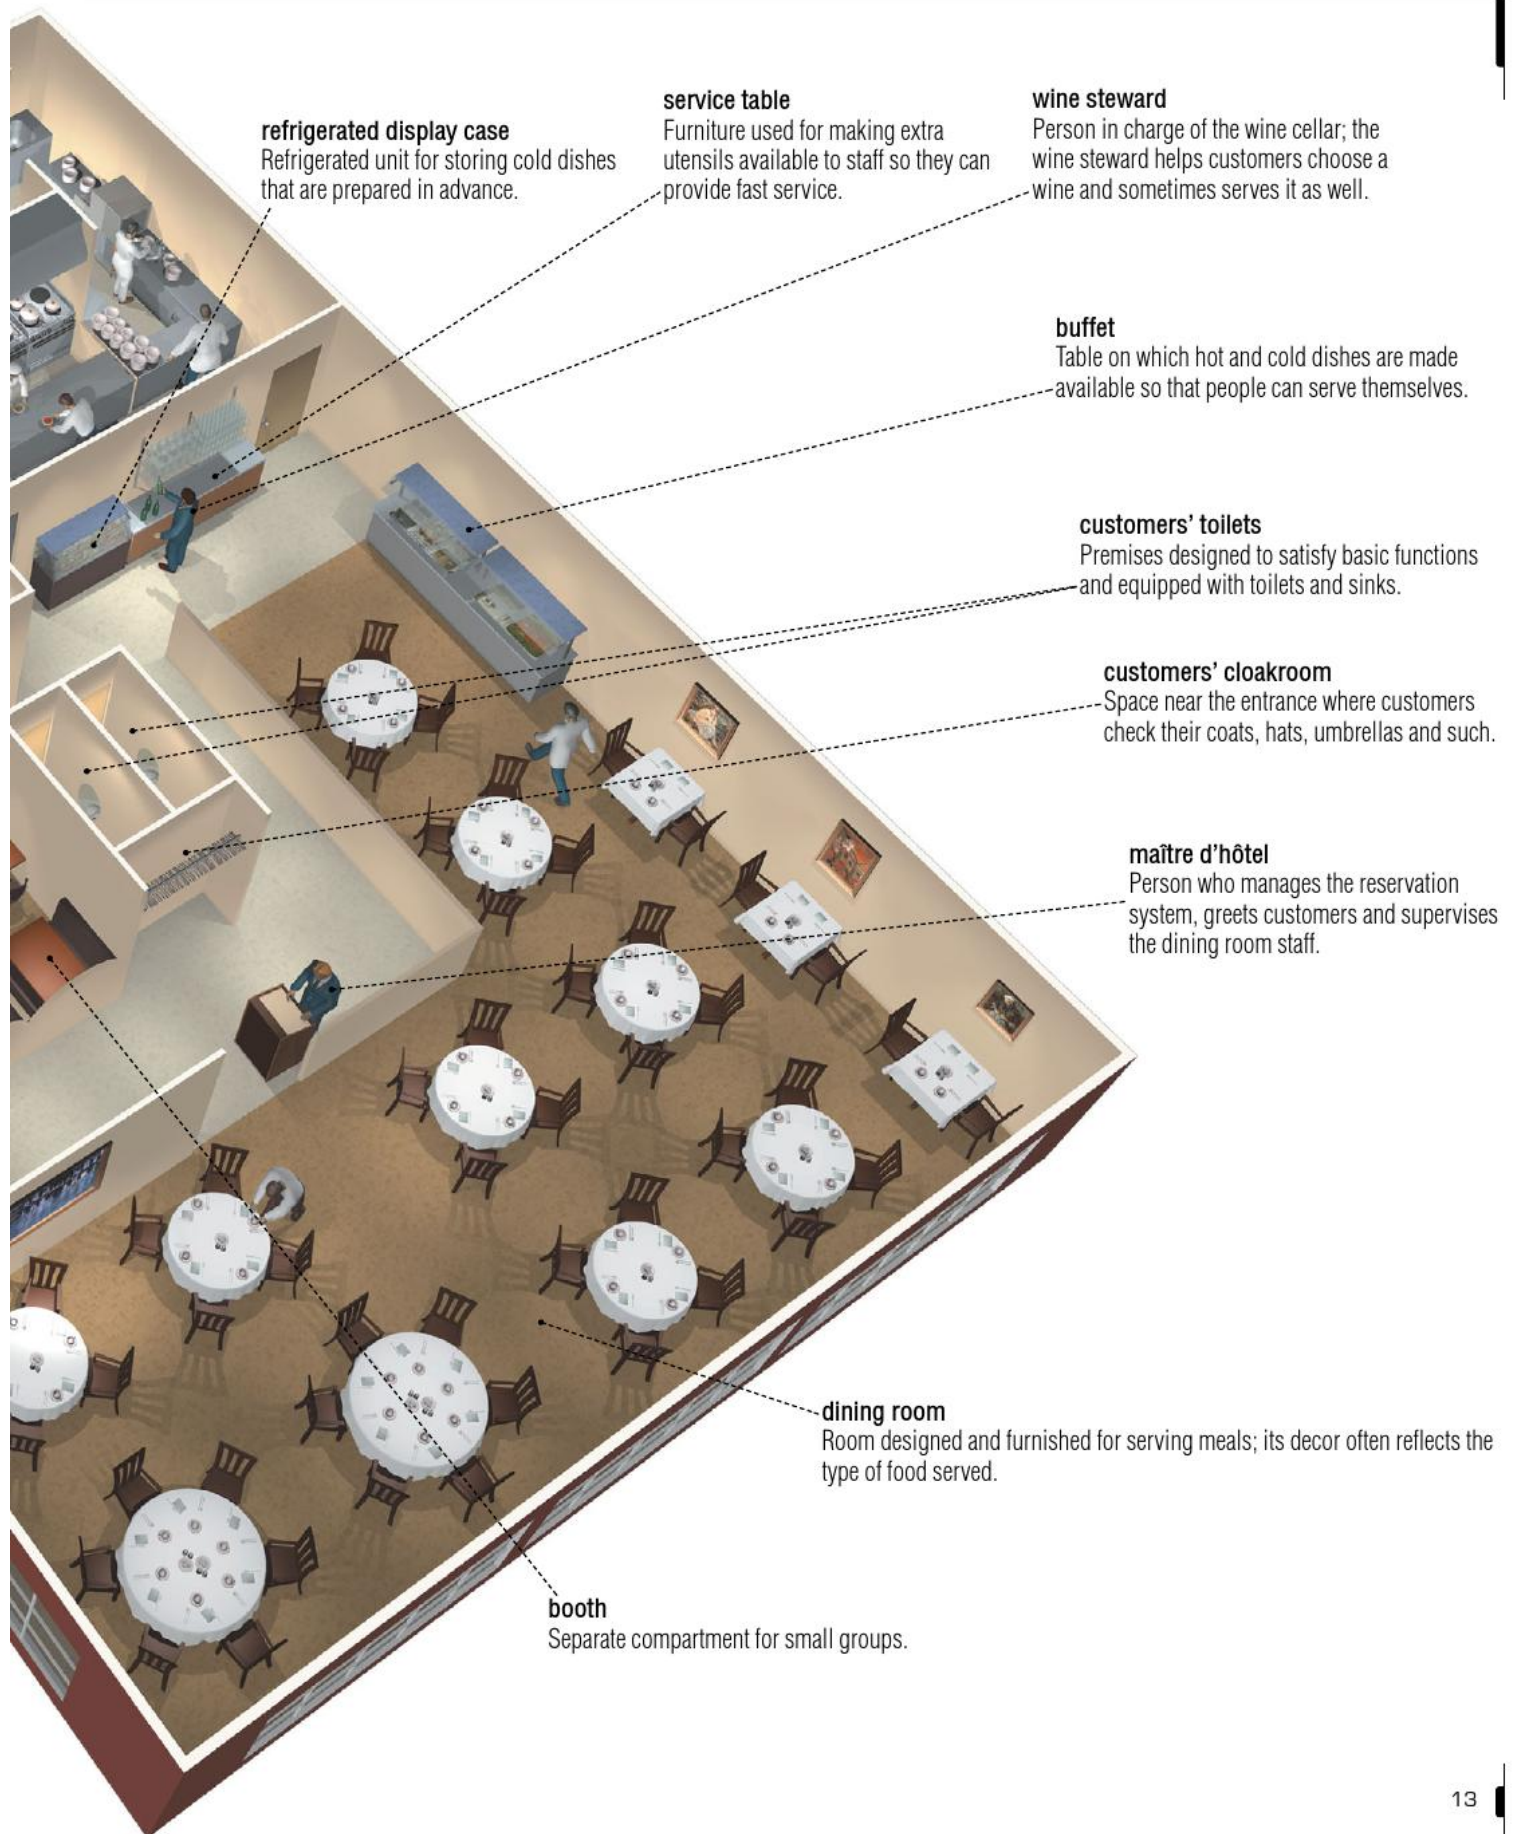 refrigerated display case
Refrigerated unit for storing cold dishes
that are prepared in advance.
service table
Furniture used for making extra
utensils available to staff so they can
provide fast service.
wine steward
Person in charge of the wine cellar; the
wine steward helps customers choose a
wine and sometimes serves it as well.
buffet
Table on which hot and cold dishes are made
available so that people can serve themselves.
customers’ toilets
Premises designed to satisfy basic functions
and equipped with toilets and sinks.
customers’ cloakroom
Space near the entrance where customers
check their coats, hats, umbrellas and such.
maître d’hôtel
Person who manages the reservation
system, greets customers and supervises
the dining room staff.
dining room
Room designed and furnished for serving meals; its decor often reflects the
type of food served.
booth
Separate compartment for small groups.
13